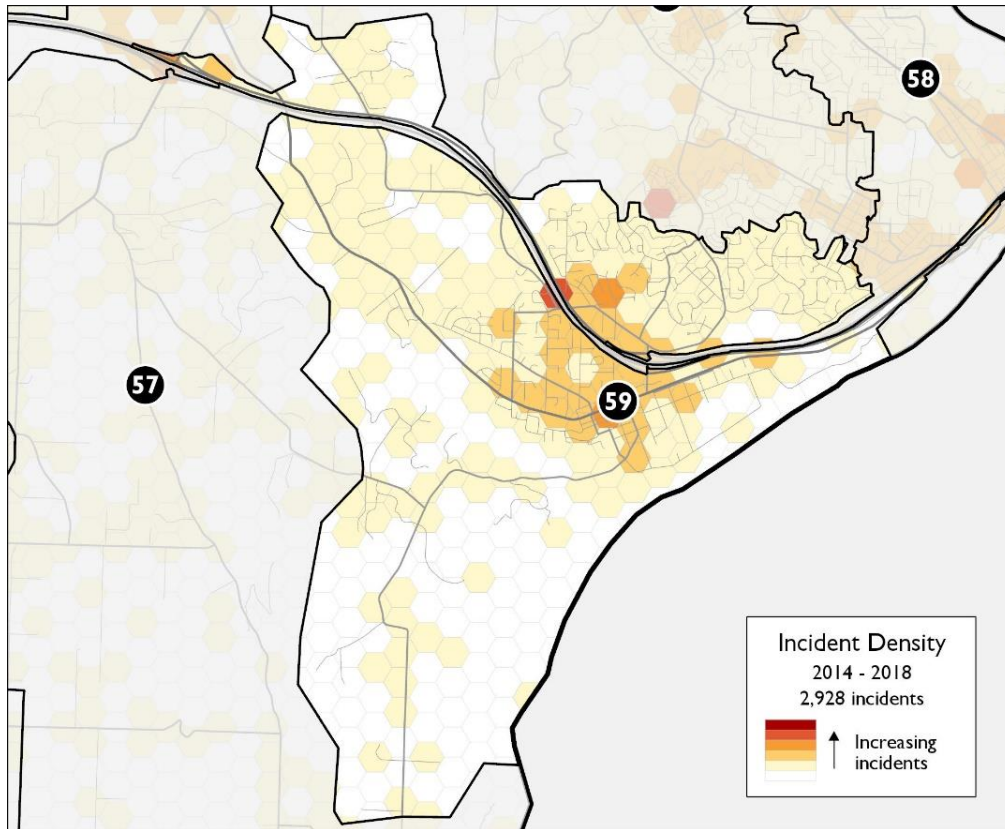 58
57
59
Incident Density
2014 - 2018
2,928 incidents
Increasing
incidents